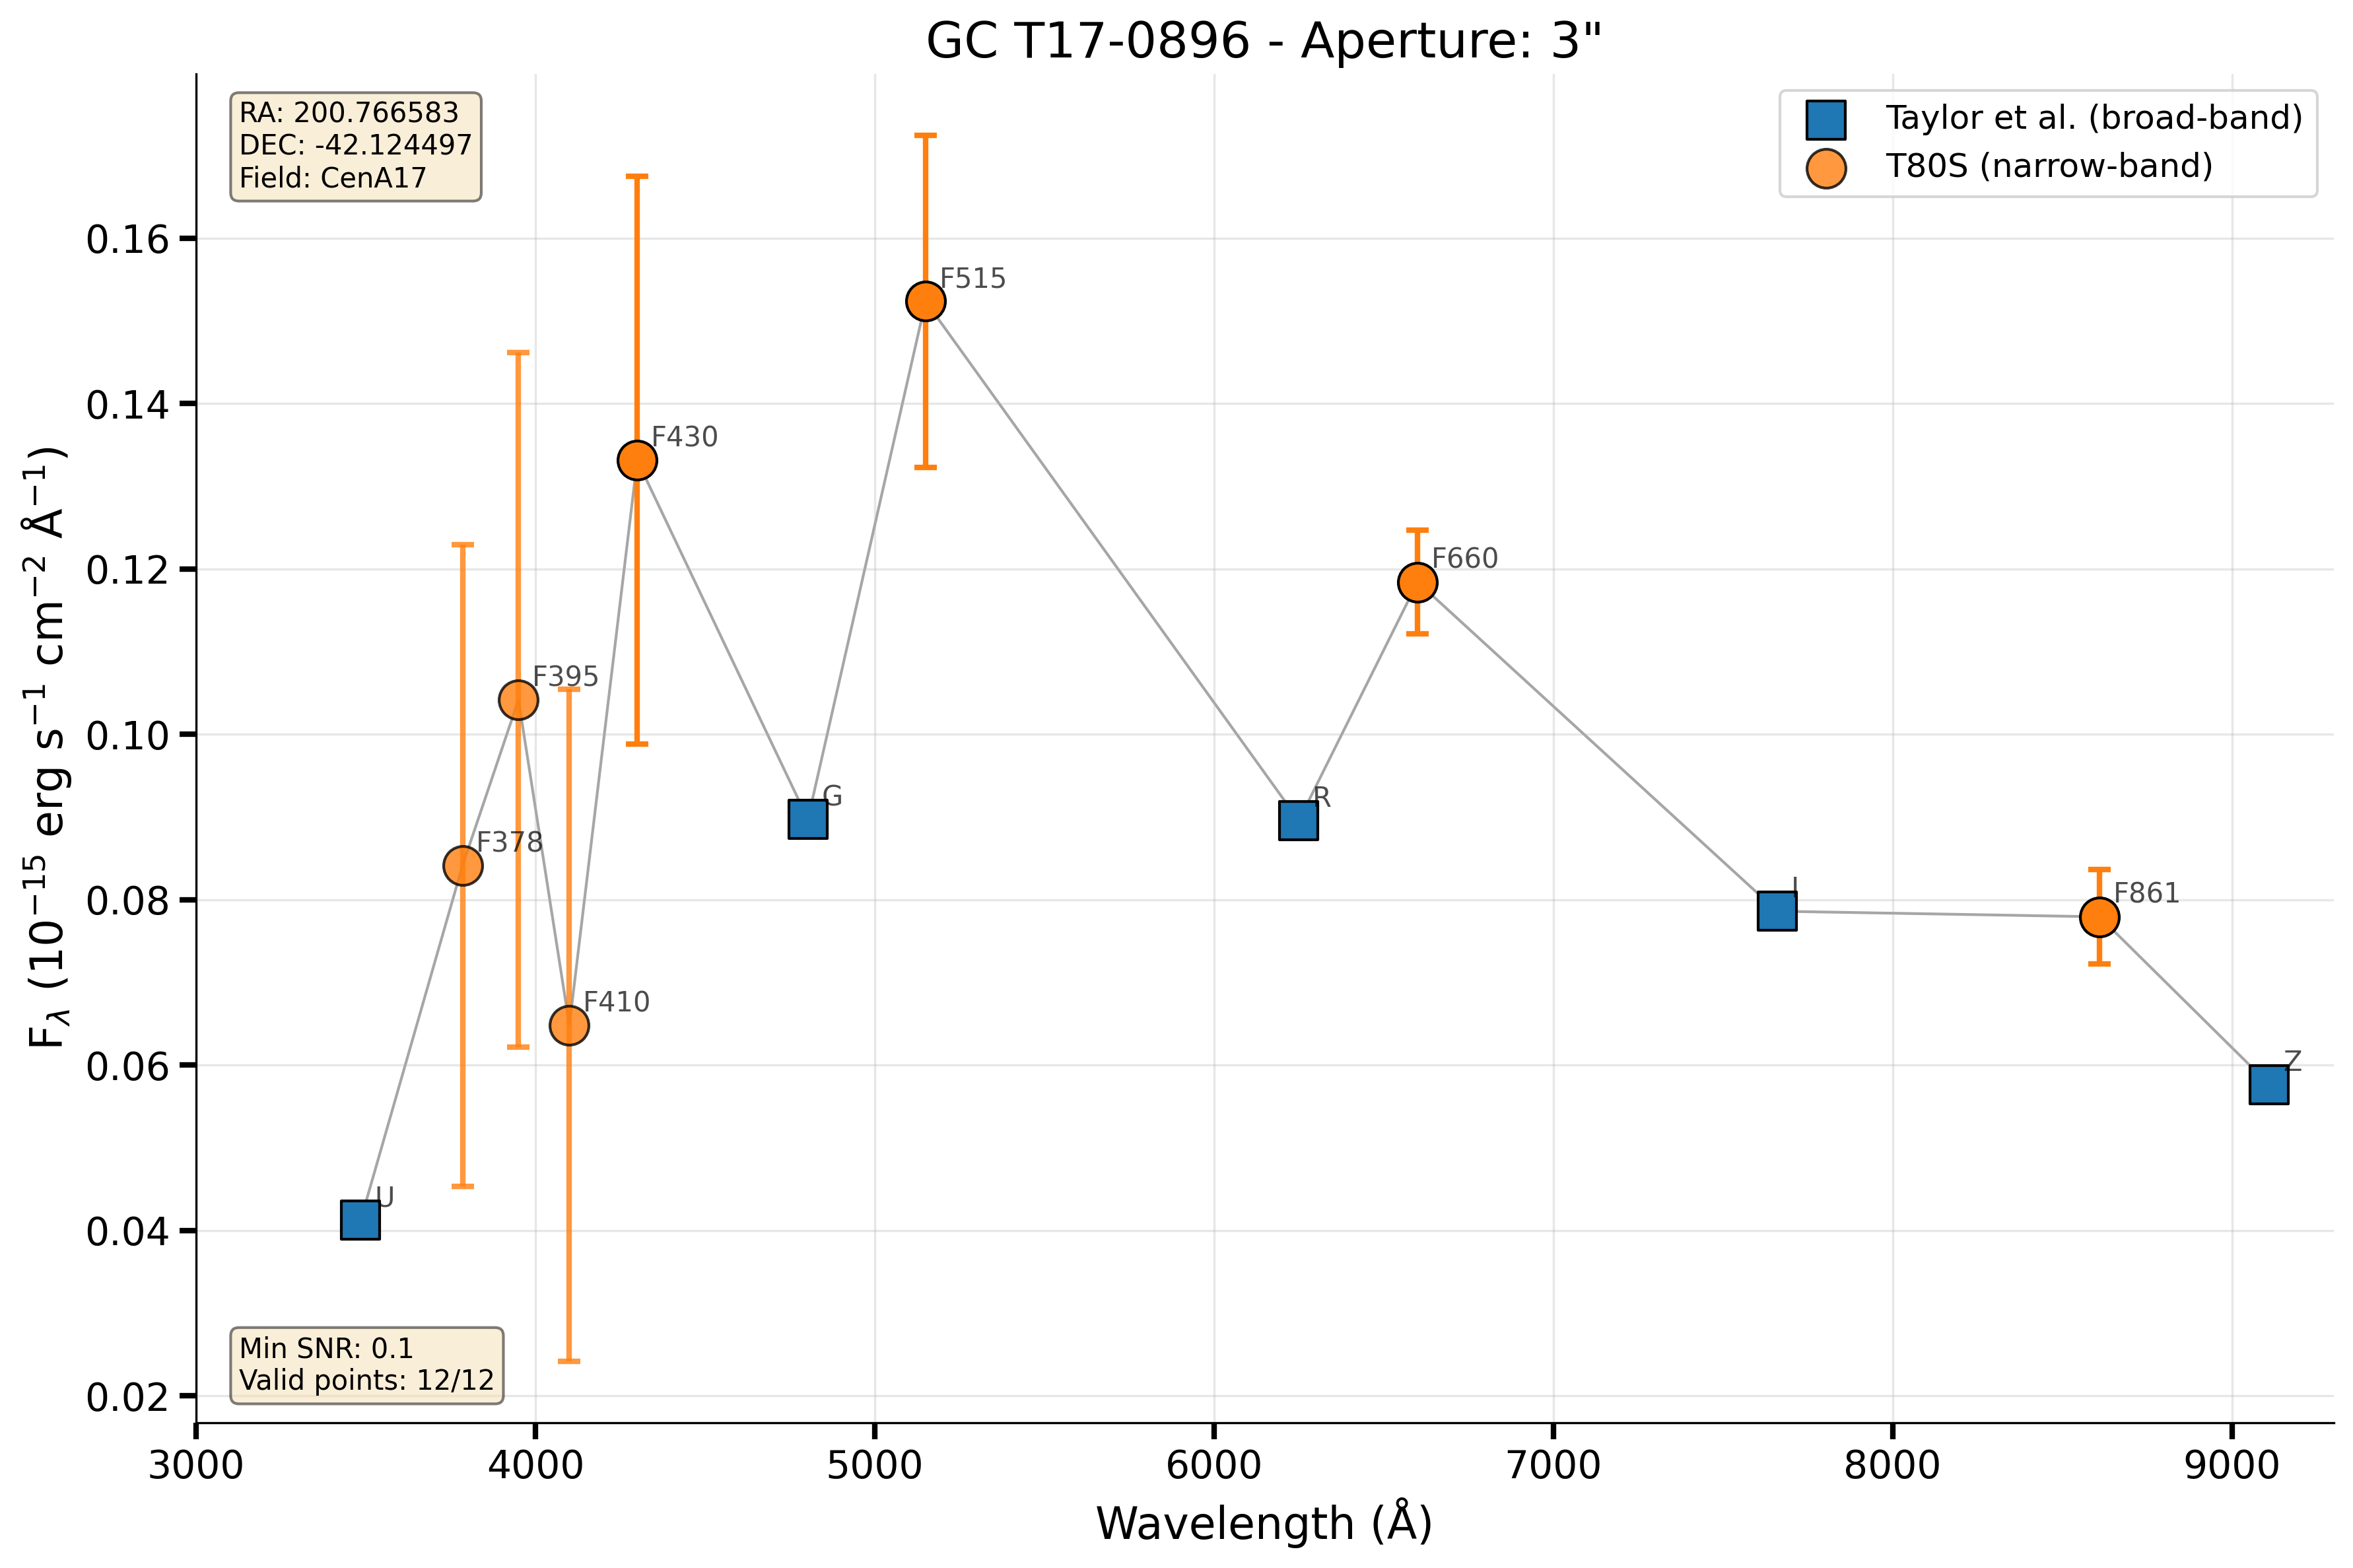 GC T17-0896 - Aperture: 3"
RA: 200.766583
DEC: -42.124497
Field: CenA17
Taylor et al. (broad-band)
T80S (narrow-band)
F515
F430
F660
F395
G
R
F378
I
F861
F410
Z
U
Min SNR: 0.1
Valid points: 12/12
0.16
0.14
0.12
0.10
0.08
0.06
0.04
0.02
F_λ (10⁻¹⁵ erg s⁻¹ cm⁻² Å⁻¹)
3000 4000 5000 6000 7000 8000 9000
Wavelength (Å)